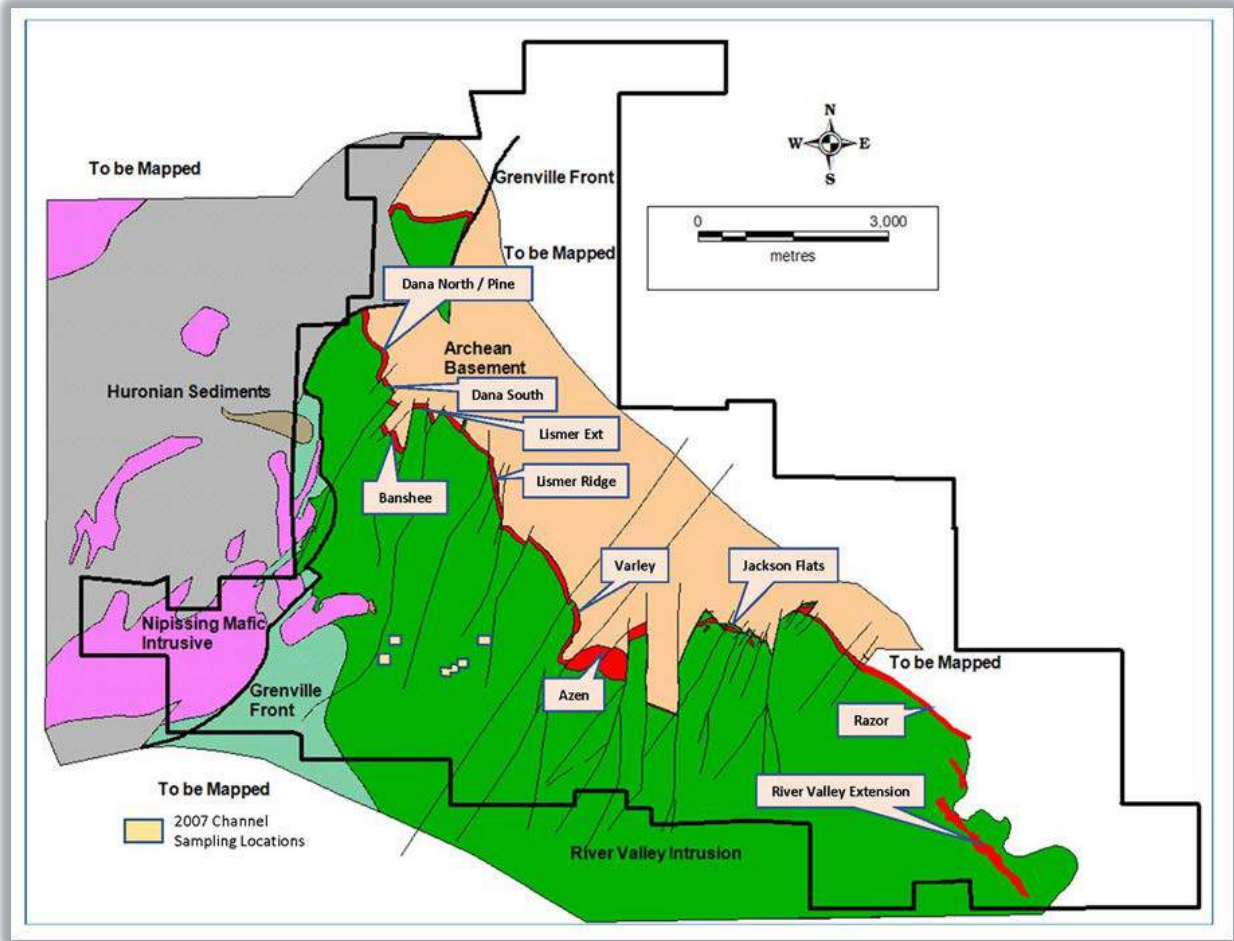 N
W
E
S
To be Mapped
Grenville Front
0
3,000
metres
To be Mapped
Dana North / Pine
Archean
Basement
Huronian Sediments
Dana South
Lismer Ext
Lismer Ridge
Banshee
Varley
Jackson Flats
Nipissing Mafic
Intrusive
To be Mapped
Grenville
Front
Azen
Razor
To be Mapped
River Valley Extension
2007 Channel
Sampling Locations
River Valley Intrusion